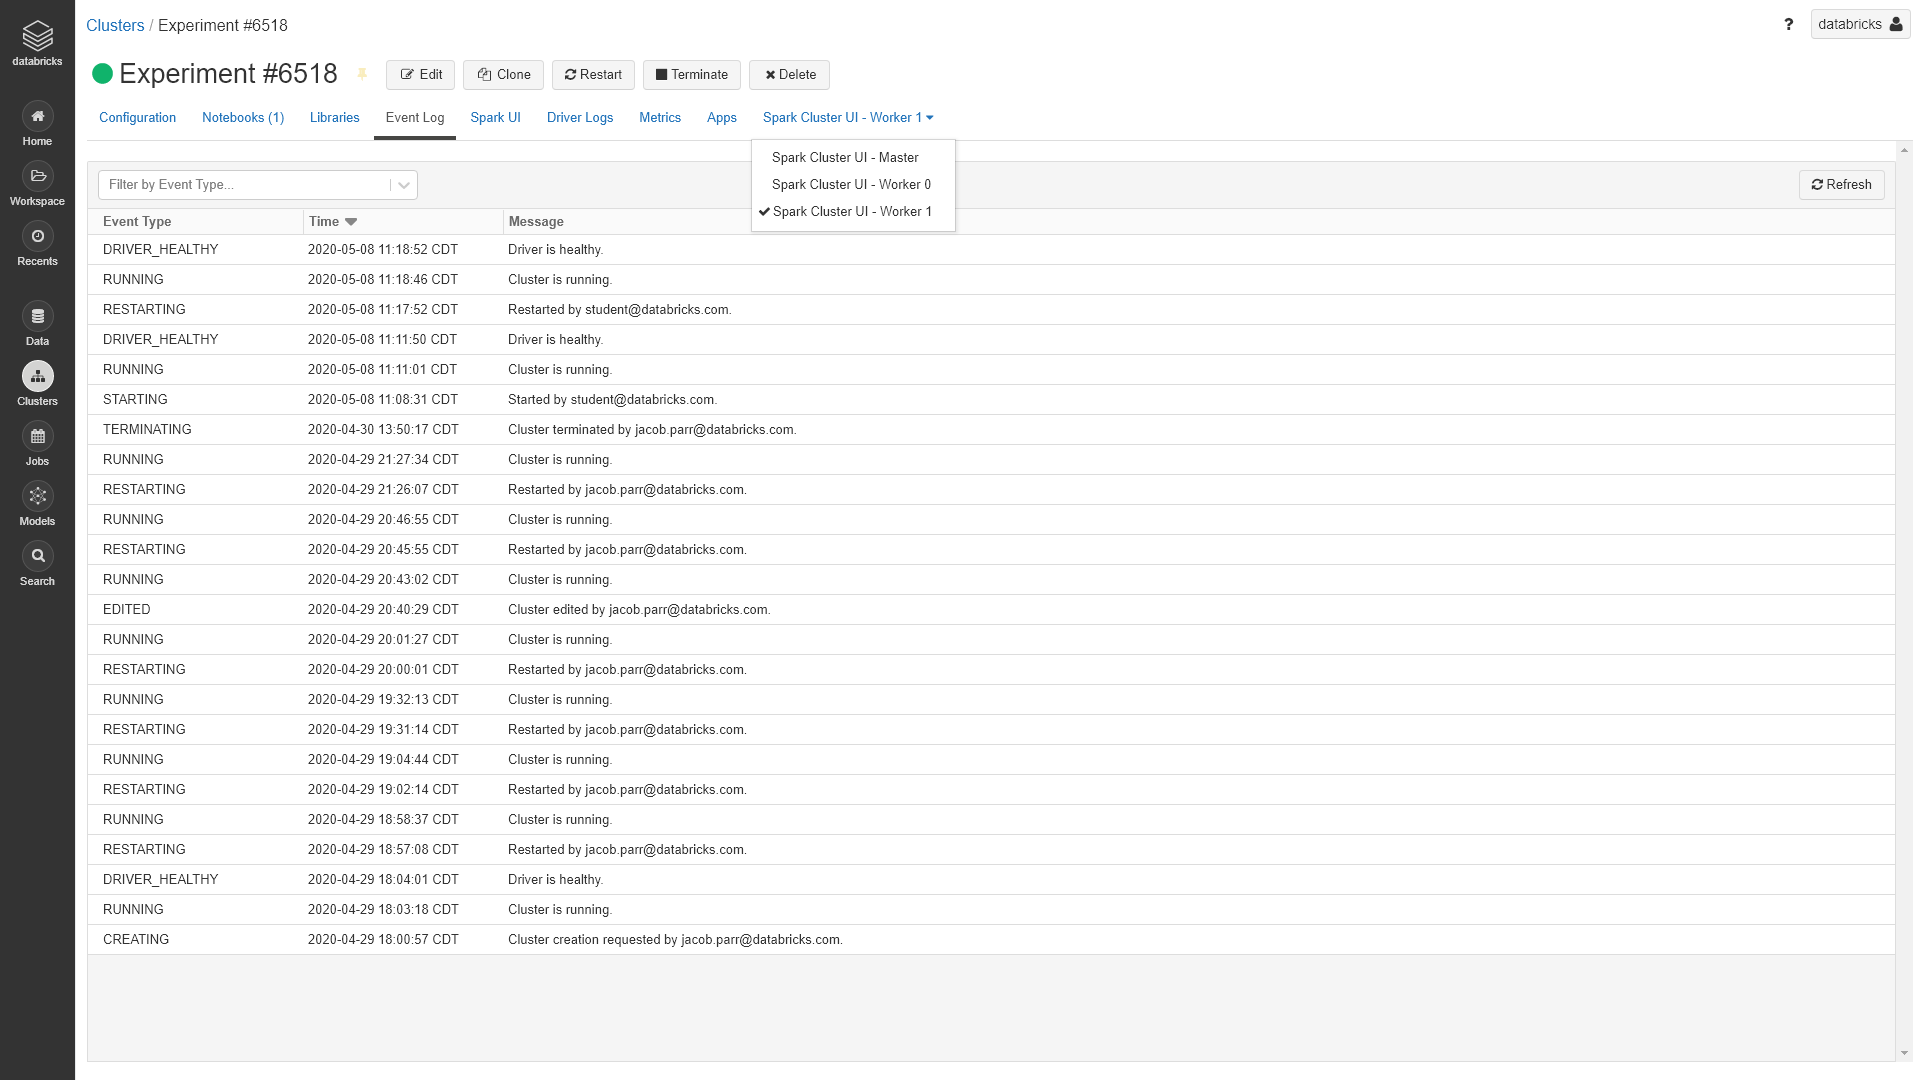 Clusters / Experiment #6518
? databricks
databricks
Experiment #6518 Edit Clone Restart Terminate Delete
Configuration Notebooks (1) Libraries Event Log Spark UI Driver Logs Metrics Apps Spark Cluster UI - Worker 1
Spark Cluster UI - Master
Spark Cluster UI - Worker 0
Spark Cluster UI - Worker 1
Home
Workspace
Recents
Data
Clusters
Jobs
Models
Search
Filter by Event Type... Refresh
Event Type Time Message
DRIVER_HEALTHY 2020-05-08 11:18:52 CDT Driver is healthy.
RUNNING 2020-05-08 11:18:46 CDT Cluster is running.
RESTARTING 2020-05-08 11:17:52 CDT Restarted by student@databricks.com.
DRIVER_HEALTHY 2020-05-08 11:11:50 CDT Driver is healthy.
RUNNING 2020-05-08 11:11:01 CDT Cluster is running.
STARTING 2020-05-08 11:08:31 CDT Started by student@databricks.com.
TERMINATING 2020-04-30 13:50:17 CDT Cluster terminated by jacob.parr@databricks.com.
RUNNING 2020-04-29 21:27:34 CDT Cluster is running.
RESTARTING 2020-04-29 21:26:07 CDT Restarted by jacob.parr@databricks.com.
RUNNING 2020-04-29 20:46:55 CDT Cluster is running.
RESTARTING 2020-04-29 20:45:55 CDT Restarted by jacob.parr@databricks.com.
RUNNING 2020-04-29 20:43:02 CDT Cluster is running.
EDITED 2020-04-29 20:40:29 CDT Cluster edited by jacob.parr@databricks.com.
RUNNING 2020-04-29 20:01:27 CDT Cluster is running.
RESTARTING 2020-04-29 20:00:01 CDT Restarted by jacob.parr@databricks.com.
RUNNING 2020-04-29 19:32:13 CDT Cluster is running.
RESTARTING 2020-04-29 19:31:14 CDT Restarted by jacob.parr@databricks.com.
RUNNING 2020-04-29 19:04:44 CDT Cluster is running.
RESTARTING 2020-04-29 19:02:14 CDT Restarted by jacob.parr@databricks.com.
RUNNING 2020-04-29 18:58:37 CDT Cluster is running.
RESTARTING 2020-04-29 18:57:08 CDT Restarted by jacob.parr@databricks.com.
DRIVER_HEALTHY 2020-04-29 18:04:01 CDT Driver is healthy.
RUNNING 2020-04-29 18:03:18 CDT Cluster is running.
CREATING 2020-04-29 18:00:57 CDT Cluster creation requested by jacob.parr@databricks.com.